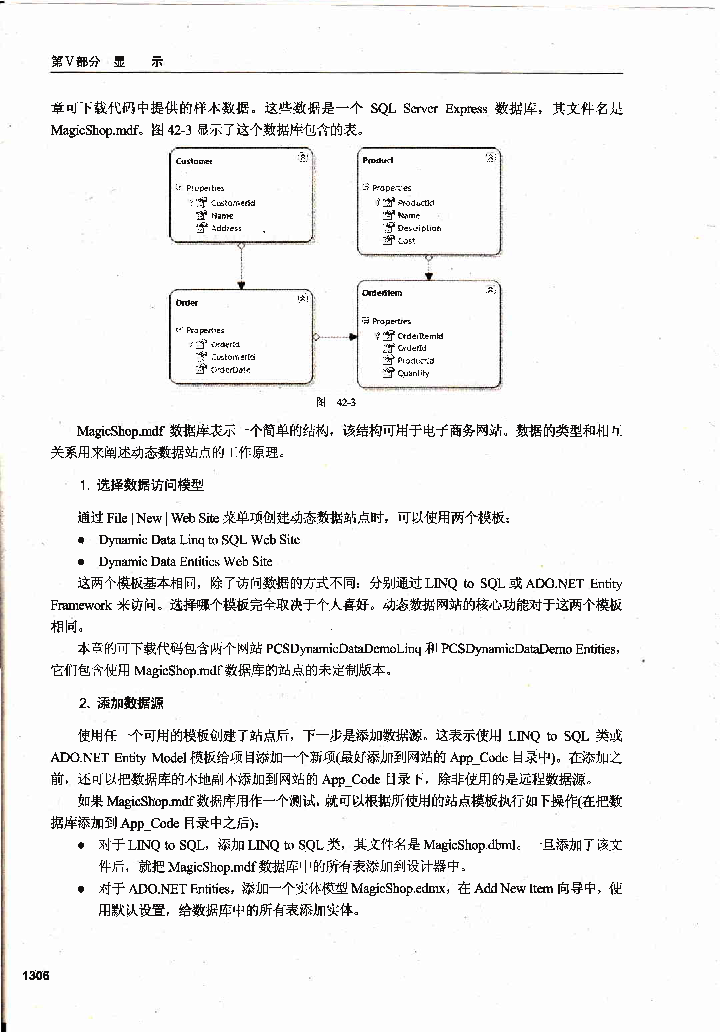 第V部分 显 示
章可下载代码中提供的样本数据。这些数据是一个 SQL Server Express 数据库，其文件名是
MagicShop.mdf。图 42-3 显示了这个数据库包含的表。
Customer
Properties
CustomerId
Name
Address
Product
Properties
ProductId
Name
Description
Cost
Order
Properties
OrderId
CustomerId
OrderDate
OrderItem
Properties
OrderItemId
OrderId
ProductId
Quantity
图 42-3
MagicShop.mdf 数据库表示一个简单的结构，该结构可用于电子商务网站。数据的类型和相互
关系用来阐述动态数据站点的工作原理。
1. 选择数据访问模型
通过 File | New | Web Site 菜单项创建动态数据站点时，可以使用两个模板：
● Dynamic Data Linq to SQL Web Site
● Dynamic Data Entities Web Site
这两个模板基本相同，除了访问数据的方式不同：分别通过 LINQ to SQL 或 ADO.NET Entity
Framework 来访问。选择哪个模板完全取决于个人喜好。动态数据网站的核心功能对于这两个模板
相同。
本章的可下载代码包含两个网站 PCSDynamicDataDemoLinq 和 PCSDynamicDataDemo Entities，
它们包含使用 MagicShop.mdf 数据库的站点的未定制版本。
2. 添加数据源
使用任一个可用的模板创建了站点后，下一步是添加数据源。这表示使用 LINQ to SQL 类或
ADO.NET Entity Model 模板给项目添加一个新项(最好添加到网站的 App_Code 目录中)。在添加之
前，还可以把数据库的本地副本添加到网站的 App_Code 目录下，除非使用的是远程数据源。
如果 MagicShop.mdf 数据库用作一个测试，就可以根据所使用的站点模板执行如下操作(在把数
据库添加到 App_Code 目录中之后)：
● 对于 LINQ to SQL，添加 LINQ to SQL 类，其文件名是 MagicShop.dbml。一旦添加了该文
件后，就把 MagicShop.mdf 数据库中的所有表添加到设计器中。
● 对于 ADO.NET Entities，添加一个实体模型 MagicShop.edmx，在 Add New Item 向导中，使
用默认设置，给数据库中的所有表添加实体。
1306